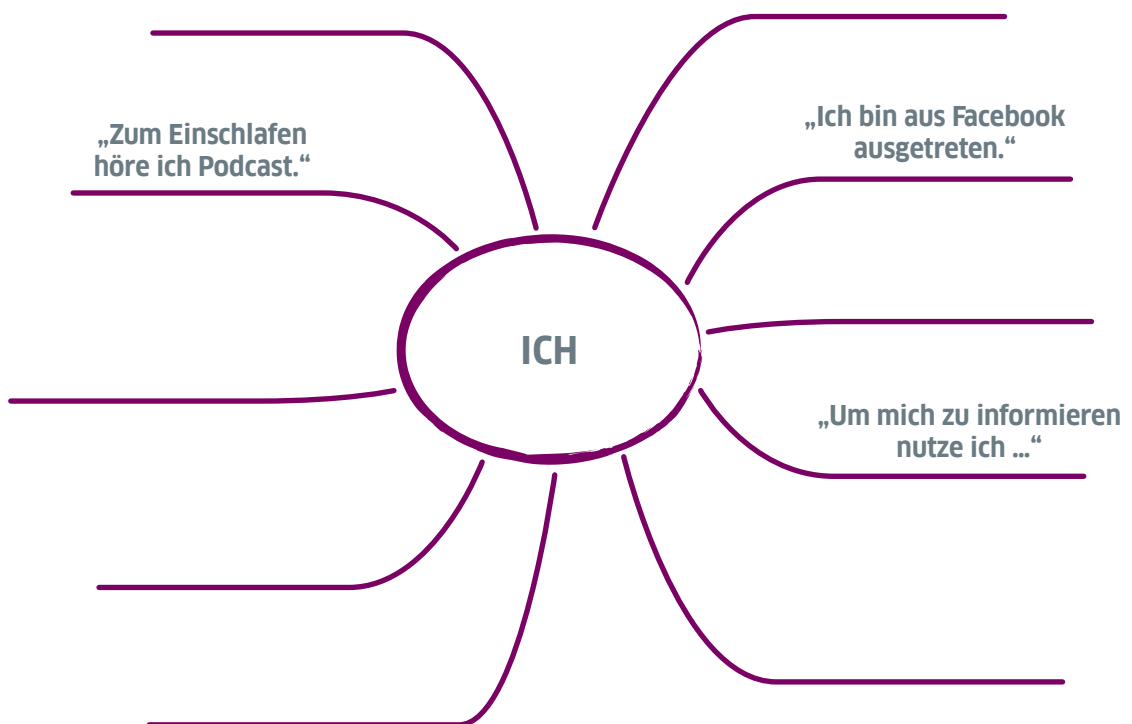 „Zum Einschlafen
höre ich Podcast.“
„Ich bin aus Facebook
ausgetreten.“
ICH
„Um mich zu informieren
nutze ich ...“